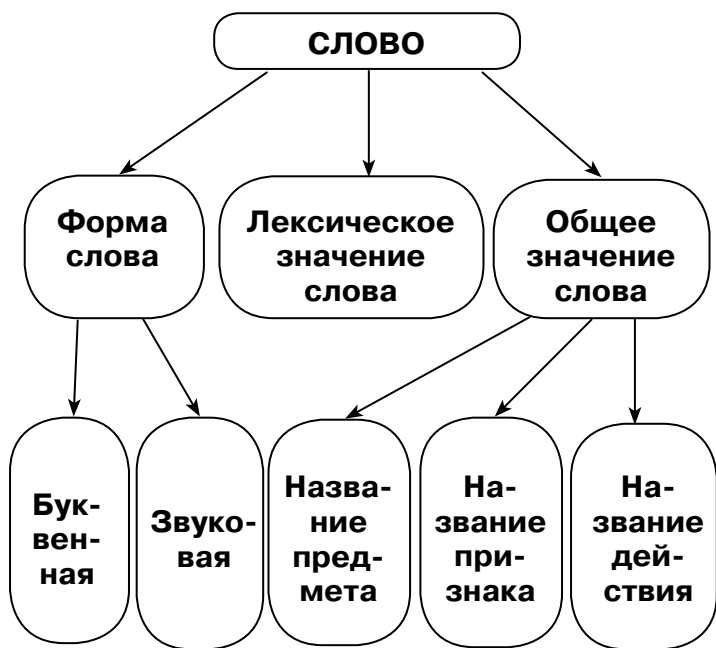 СЛОВО
Форма
слова
Лексическое
значение
слова
Общее
значение
слова
Бук-
вен-
ная
Звуко-
вая
Назва-
ние
пред-
мета
На-
звание
при-
знака
На-
звание
дей-
ствия